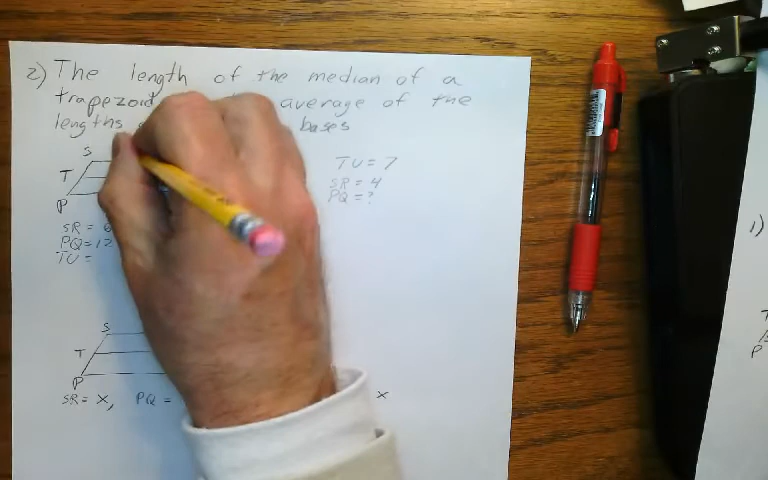 2) The length of the median of a
trapezoid average of the
lengths bases
S
T
P
TU = 7
SR = 4
PQ = ?
SR =
PQ = 12
TU =
S
T
P
SR = x, PQ = x
1)
T
P